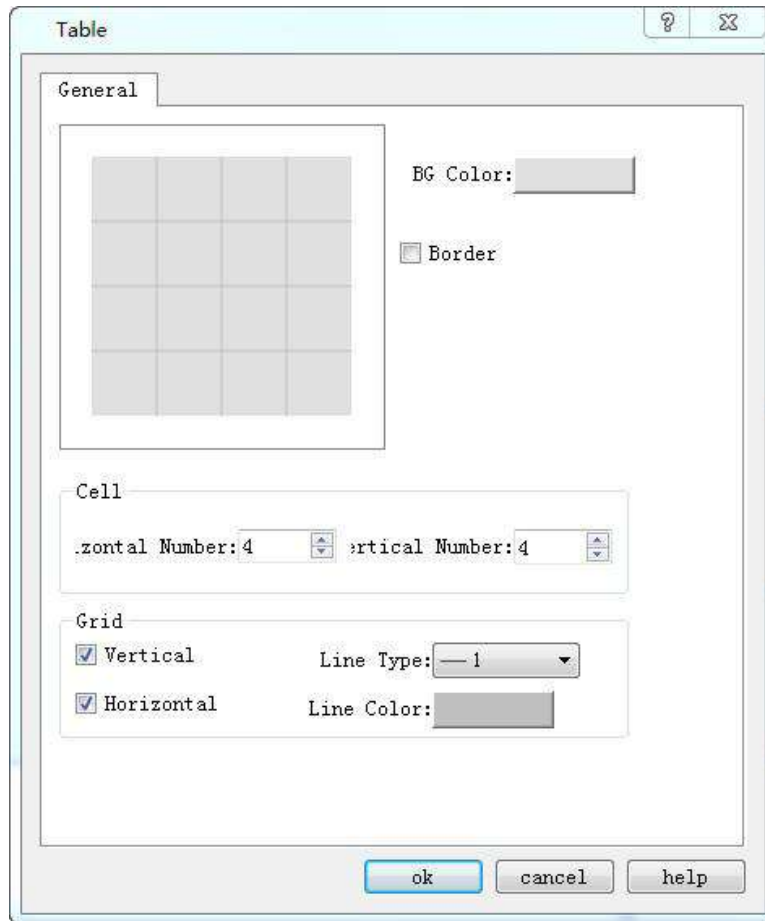 Table
General
BG Color:
Border
Cell
zontal Number: 4 rtical Number: 4
Grid
Vertical Line Type: — 1
Horizontal Line Color:
ok cancel help